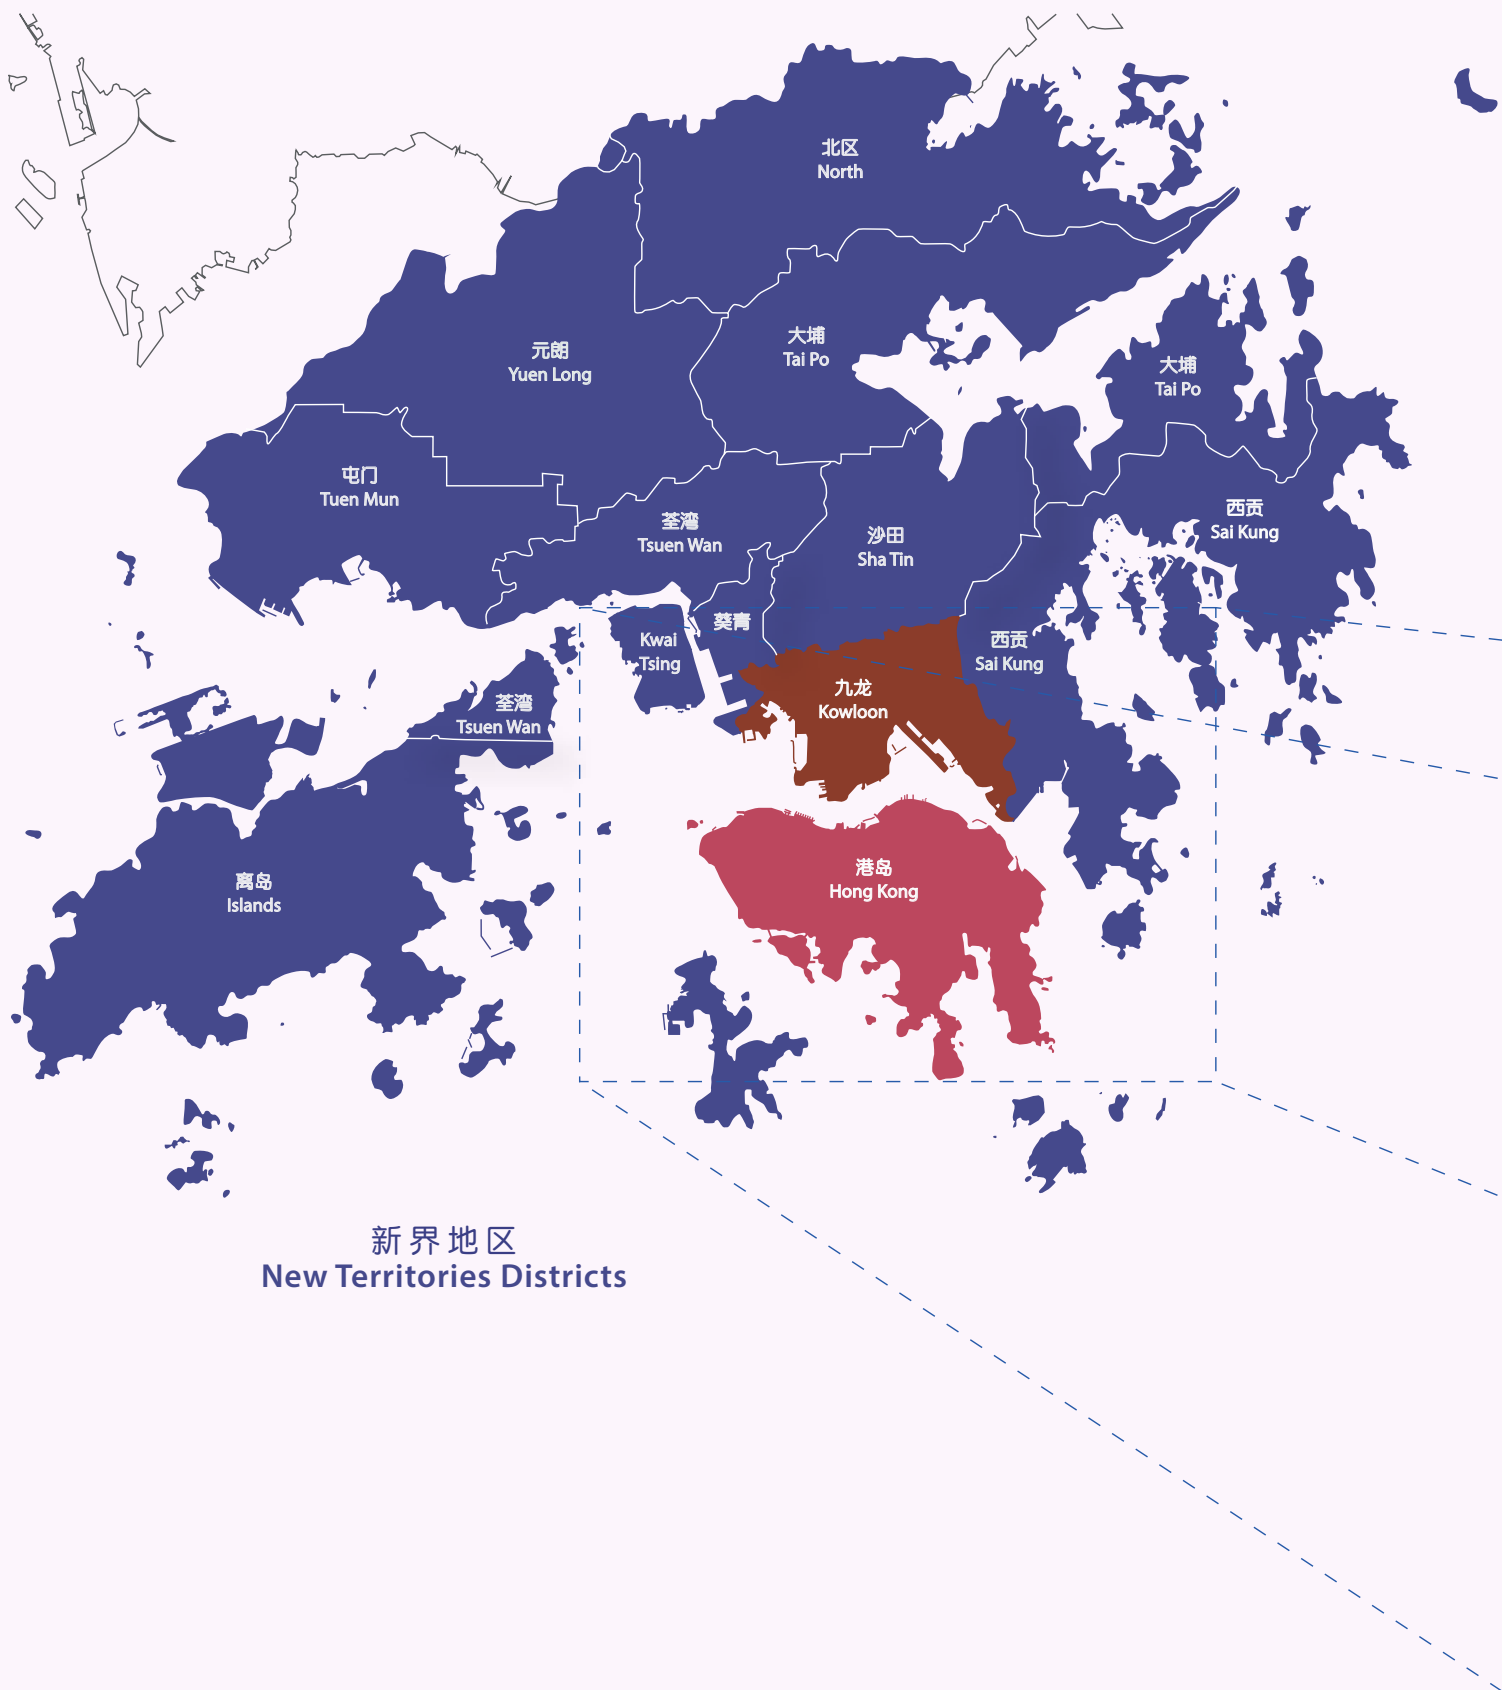 北区
North
大埔
Tai Po
元朗
Yuen Long
大埔
Tai Po
屯门
Tuen Mun
荃湾
Tsuen Wan
沙田
Sha Tin
西贡
Sai Kung
葵青
Kwai
Tsing
西贡
Sai Kung
九龙
Kowloon
荃湾
Tsuen Wan
离岛
Islands
港岛
Hong Kong
新界地区
New Territories Districts